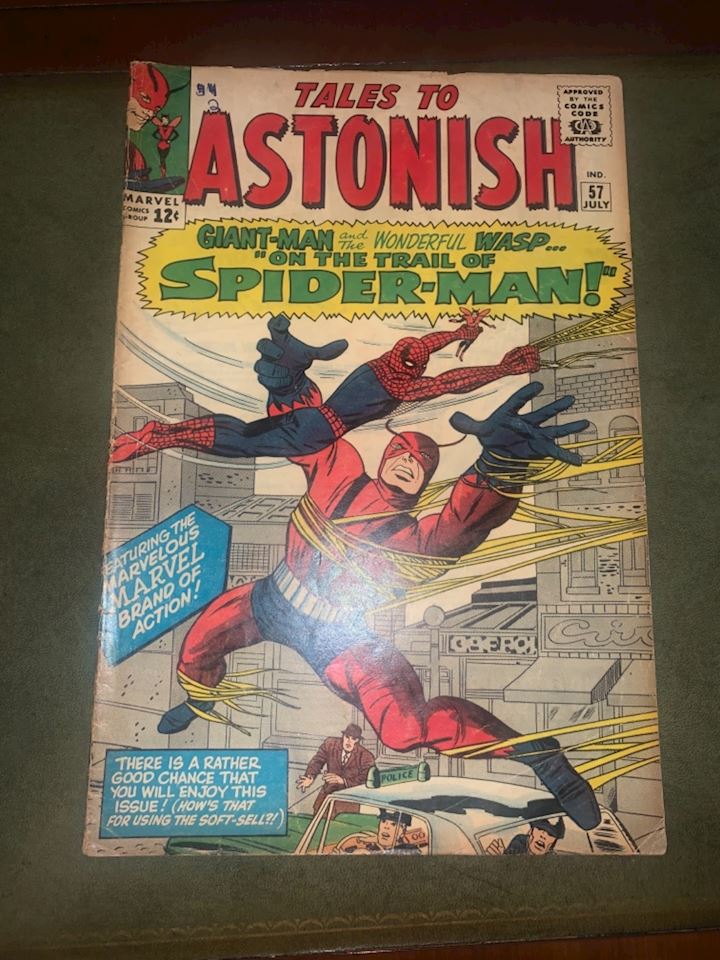 94
2
TALES TO
ASTONISH
APPROVED
BY THE
COMICS
CODE
CA
AUTHORITY
MARVEL
COMICS
GROUP 12¢
IND.
57
JULY
GIANT-MAN and The WONDERFUL WASP...
"ON THE TRAIL OF
SPIDER-MAN!"
FEATURING THE
MARVELOUS
MARVEL
BRAND OF
ACTION!
THERE IS A RATHER
GOOD CHANCE THAT
YOU WILL ENJOY THIS
ISSUE! (HOW'S THAT
FOR USING THE SOFT-SELL?!)
POLICE